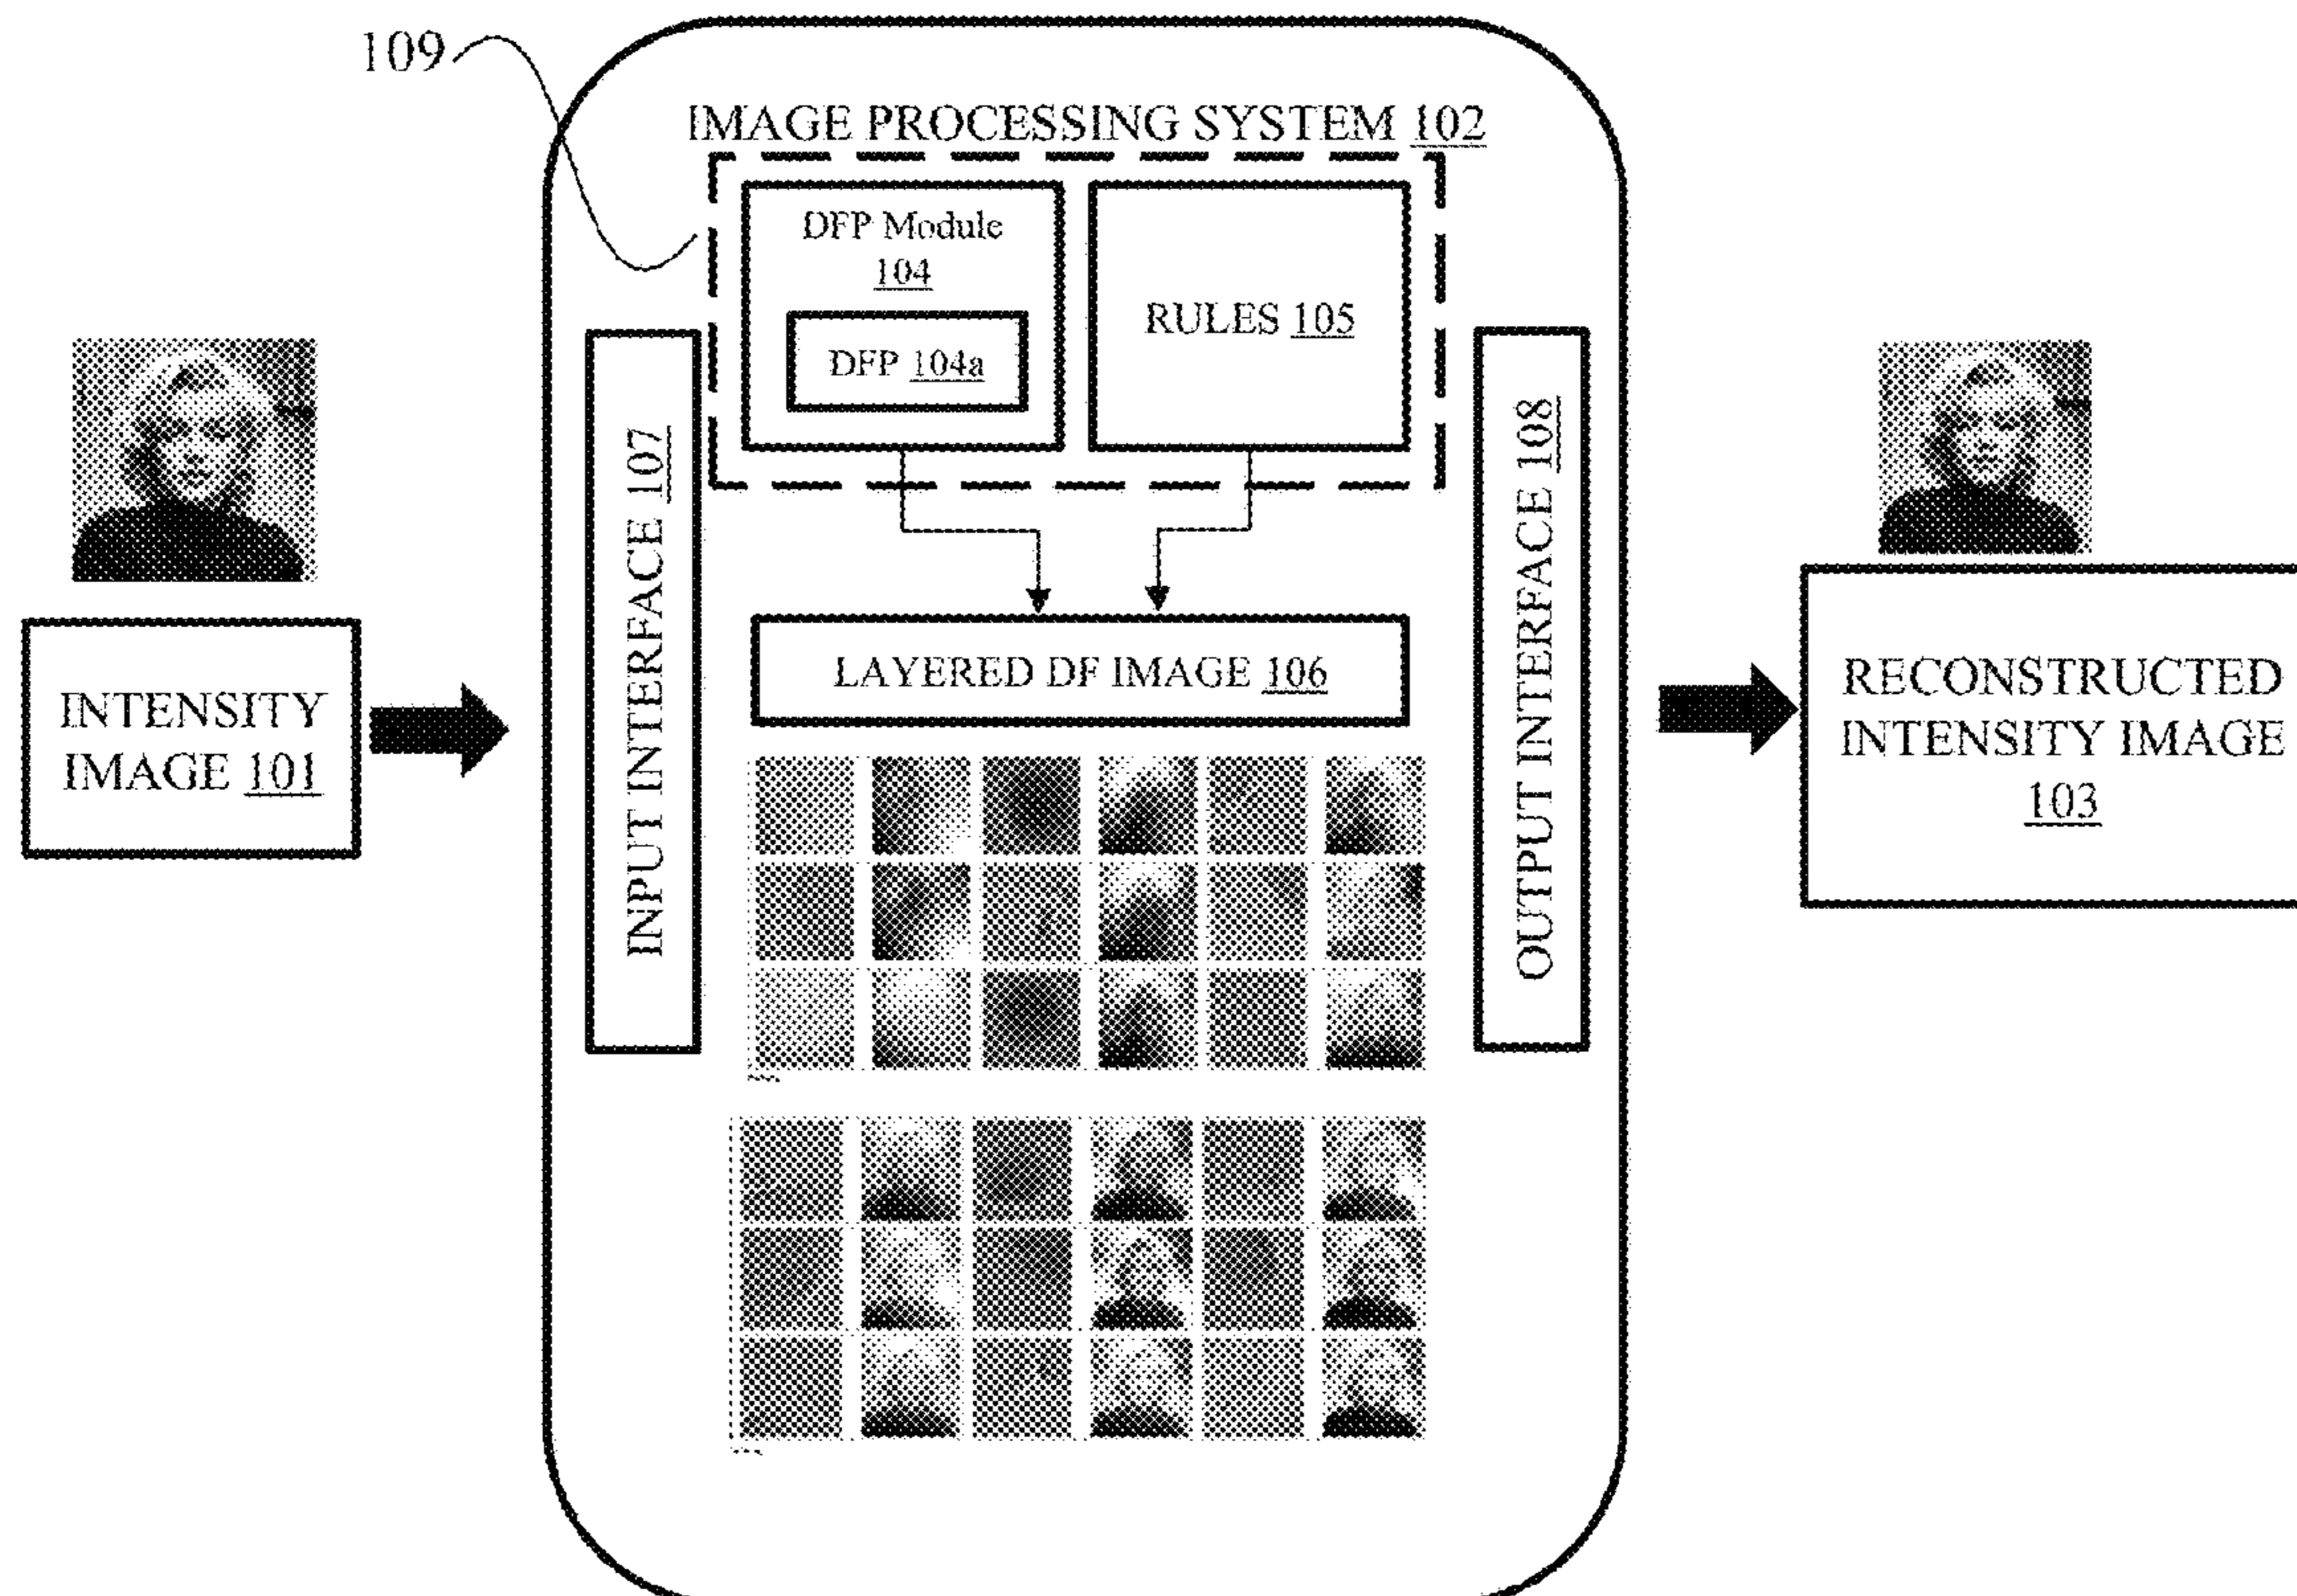 109
IMAGE PROCESSING SYSTEM 102
DFP Module
104
DFP 104a
RULES 105
INPUT INTERFACE 107
OUTPUT INTERFACE 108
LAYERED DF IMAGE 106
INTENSITY
IMAGE 101
RECONSTRUCTED
INTENSITY IMAGE
103